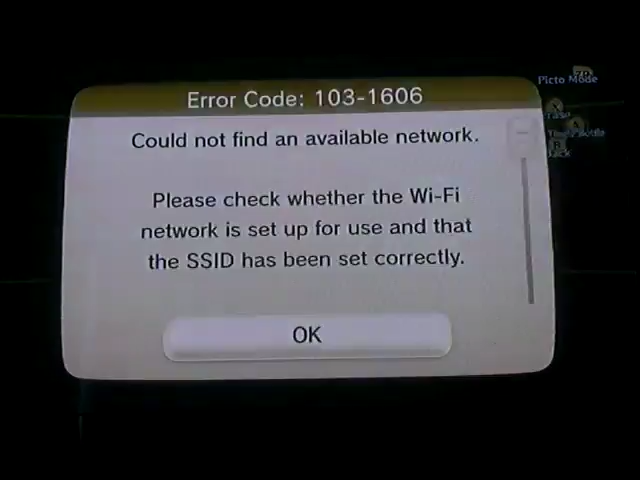 Error Code: 103-1606
Could not find an available network.
Please check whether the Wi-Fi
network is set up for use and that
the SSID has been set correctly.
OK
Picto Mode
X
A